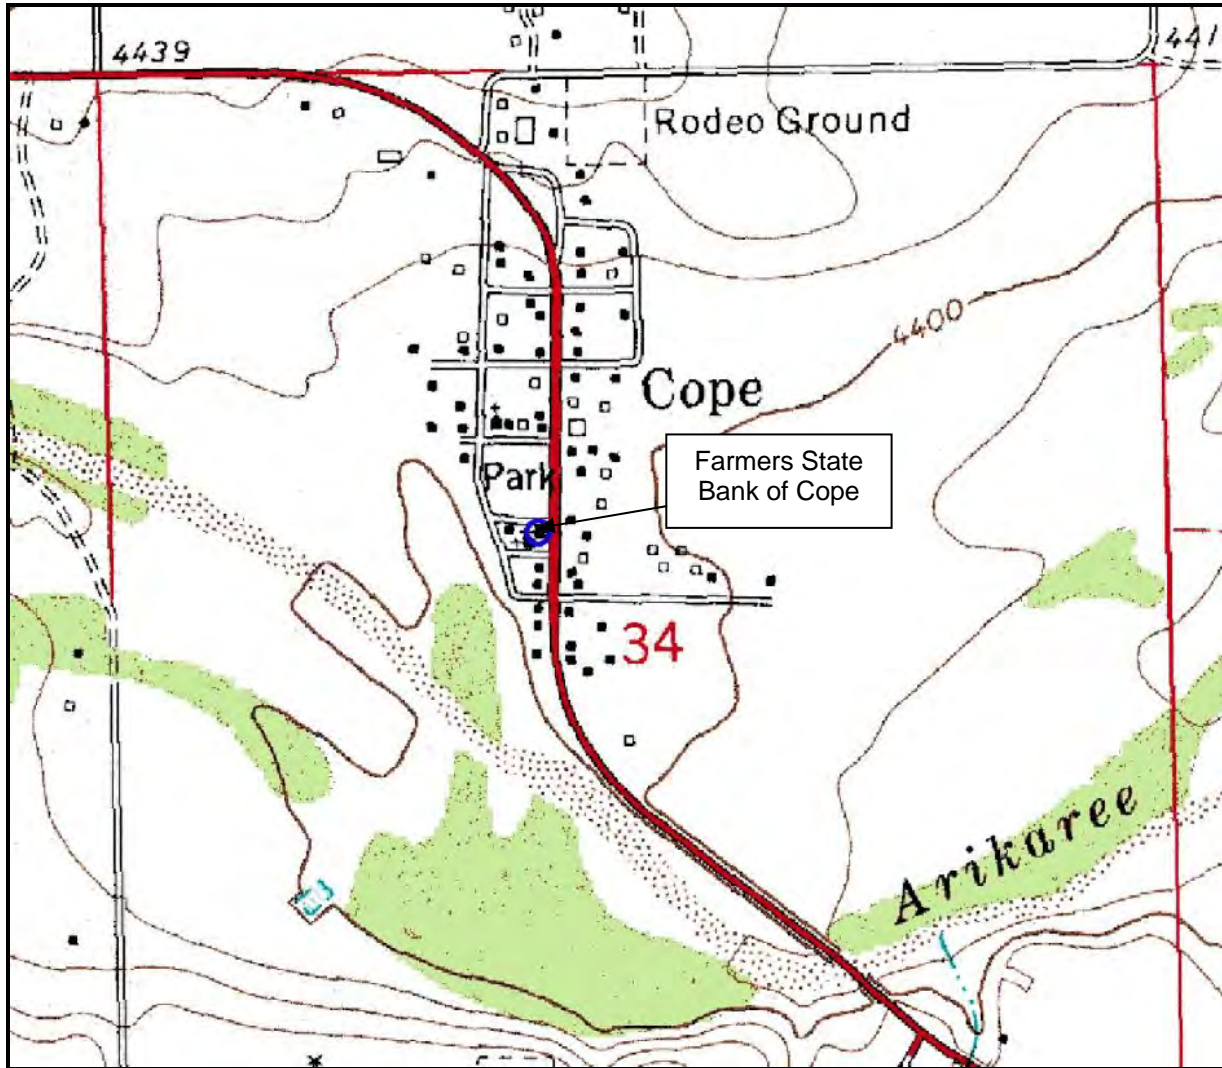 4439
441
Rodeo Ground
4400
Cope
Farmers State
Bank of Cope
Park
34
Arikaree